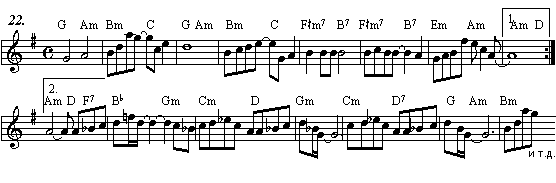 22.
G Am Bm C G Am Bm C F#m7 B7 F#m7 B7 Em Am 1. Am D
2.
Am D F7 Bb Gm Cm D Gm Cm D7 G Am Bm
и т.д.